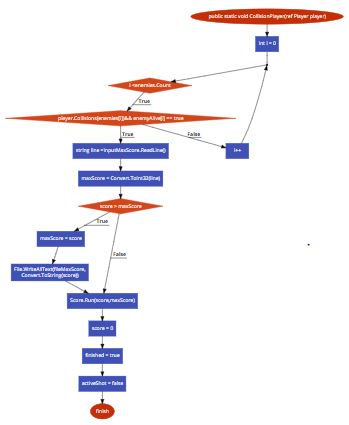 public static void CollisionPlayer(ref Player player)
int i = 0
i <enemies.Count
True
player.Collisions(enemies[i])&& enemyAlive[i] == true
True
False
string line =inputMaxScore.ReadLine()
i++
maxScore = Convert.ToInt32(line)
score > maxScore
True
maxScore = score
False
File.WriteAllText(fileMaxScore,
Convert.ToString(score))
Score.Run(score,maxScore)
score = 0
finished = true
activeShot = false
finish